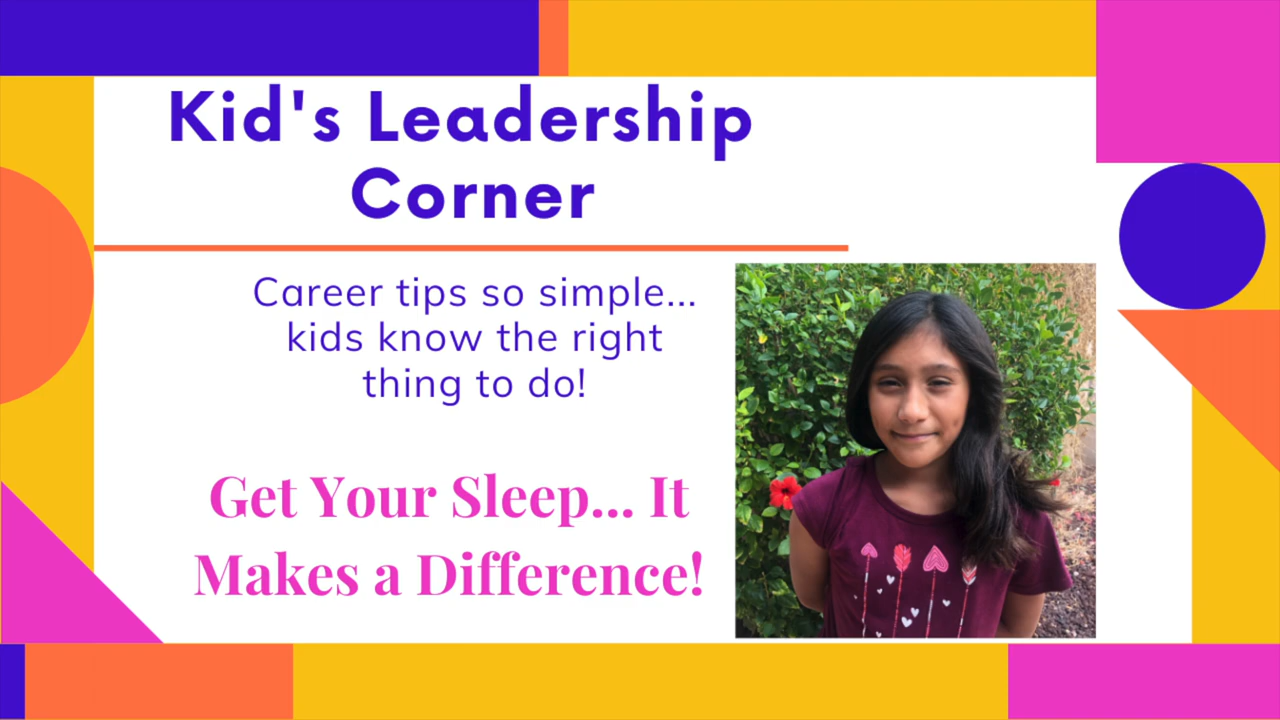 Kid's Leadership
Corner
Career tips so simple...
kids know the right
thing to do!
Get Your Sleep... It
Makes a Difference!